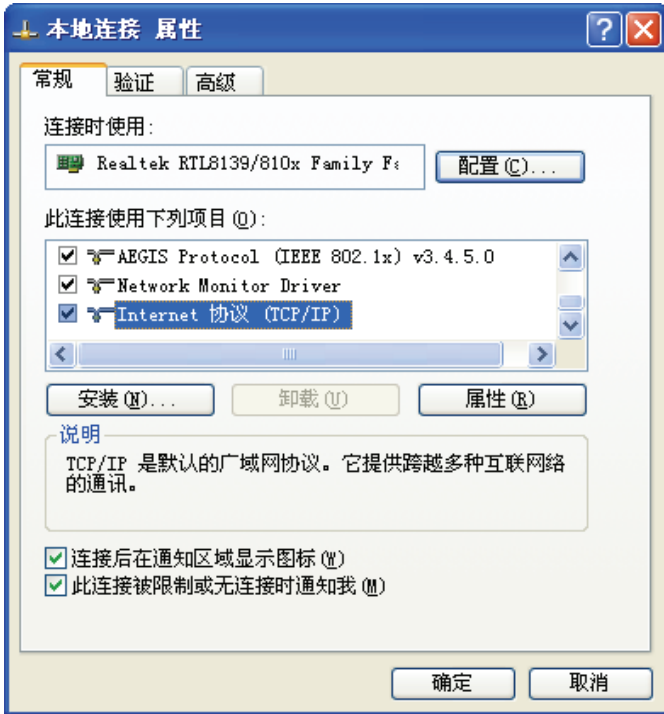 本地连接 属性
常规 验证 高级
连接时使用:
Realtek RTL8139/810x Family Fa
配置(C)...
此连接使用下列项目(O):
AEGIS Protocol (IEEE 802.1x) v3.4.5.0
Network Monitor Driver
Internet 协议 (TCP/IP)
安装(N)... 卸载(U) 属性(R)
说明
TCP/IP 是默认的广域网协议。它提供跨越多种互联网络
的通讯。
连接后在通知区域显示图标(W)
此连接被限制或无连接时通知我(M)
确定 取消